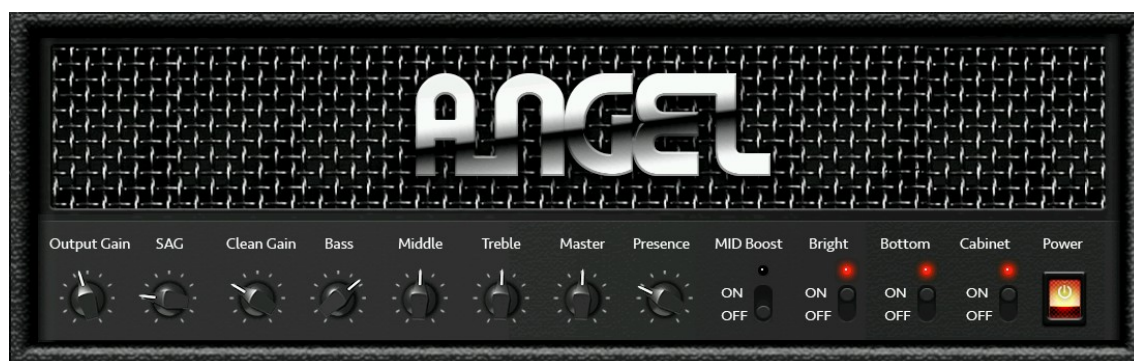 ANGEL
Output Gain SAG Clean Gain Bass Middle Treble Master Presence MID Boost Bright Bottom Cabinet Power
ON ON ON ON
OFF OFF OFF OFF